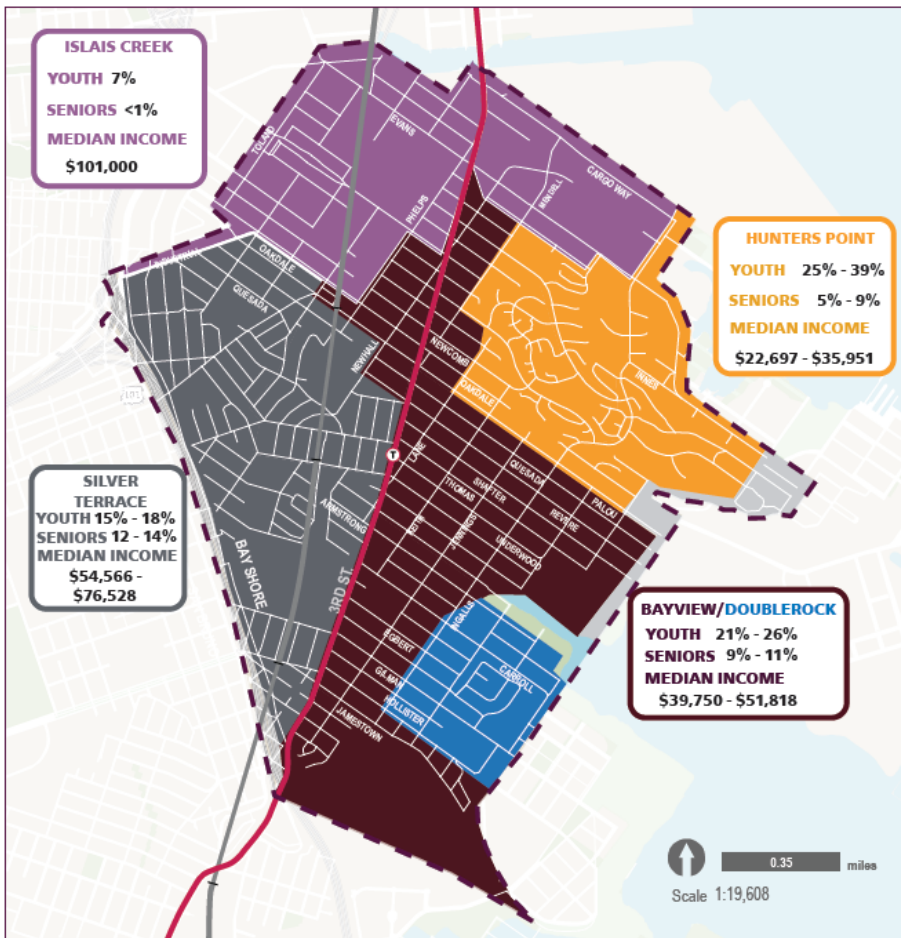 ISLAIS CREEK
YOUTH 7%
SENIORS <1%
MEDIAN INCOME
$101,000
HUNTERS POINT
YOUTH 25% - 39%
SENIORS 5% - 9%
MEDIAN INCOME
$22,697 - $35,951
SILVER
TERRACE
YOUTH 15% - 18%
SENIORS 12 - 14%
MEDIAN INCOME
$54,566 -
$76,528
BAYVIEW/DOUBLEROCK
YOUTH 21% - 26%
SENIORS 9% - 11%
MEDIAN INCOME
$39,750 - $51,818
TOLAND
EVANS
PHELPS
MENDELL
CARGO WAY
OAKDALE
QUESADA
NEWHALL
NEWCOMB
OAKDALE
INNES
LANE
T
QUESADA
SHAFTER
THOMAS
PALOU
REVERE
KEITH
JENNINGS
UNDERWOOD
ARMSTRONG
BAY SHORE
3RD ST.
INGALLS
EGBERT
CARROLL
GILMAN
HOLLISTER
JAMESTOWN
101
0.35 miles
Scale 1:19,608